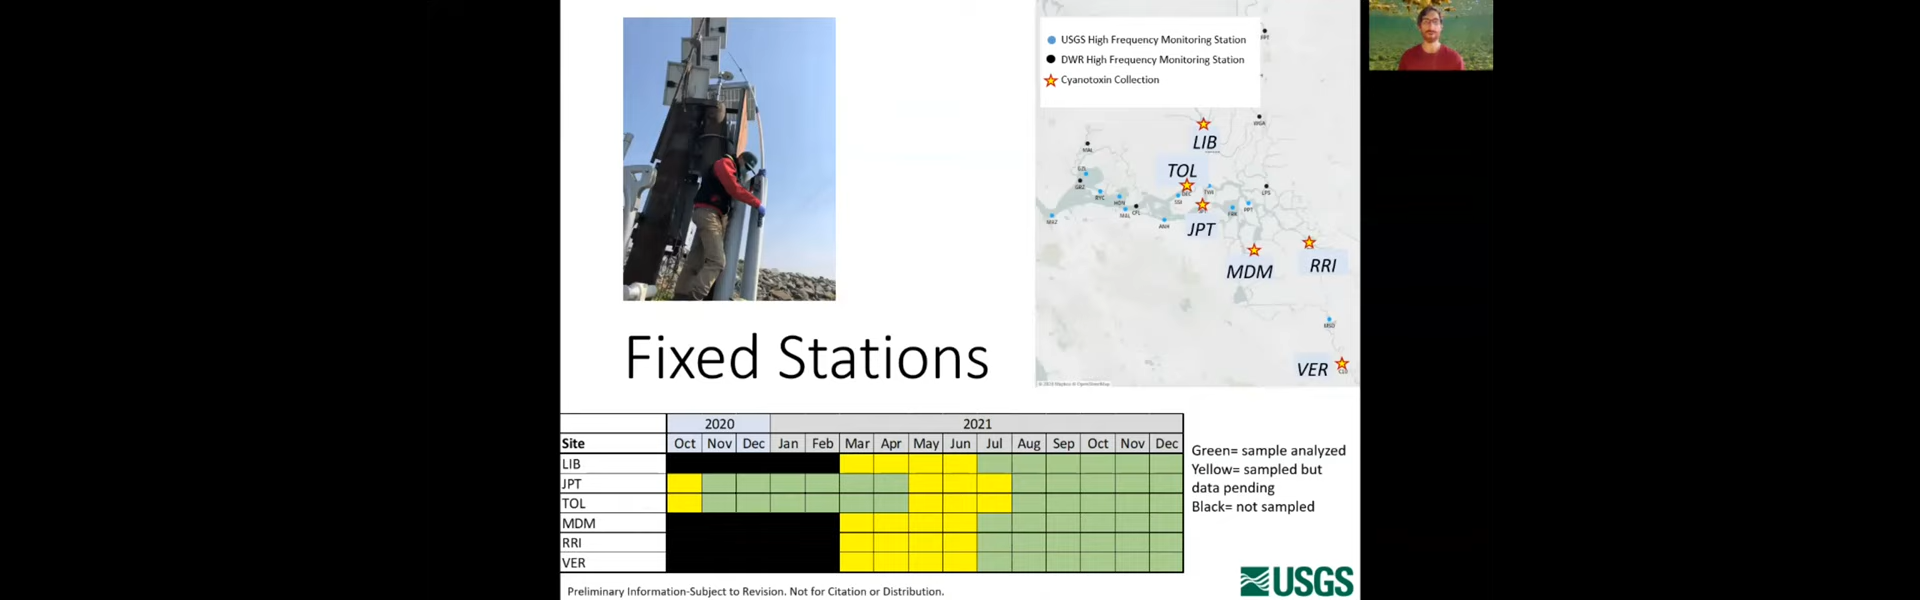 USGS High Frequency Monitoring Station
DWR High Frequency Monitoring Station
Cyanotoxin Collection
LIB
TOL
JPT
MDM
RRI
VER
Fixed Stations
2020 2021
Site Oct Nov Dec Jan Feb Mar Apr May Jun Jul Aug Sep Oct Nov Dec
LIB
JPT
TOL
MDM
RRI
VER
Green= sample analyzed
Yellow= sampled but
data pending
Black= not sampled
Preliminary Information-Subject to Revision. Not for Citation or Distribution.
USGS